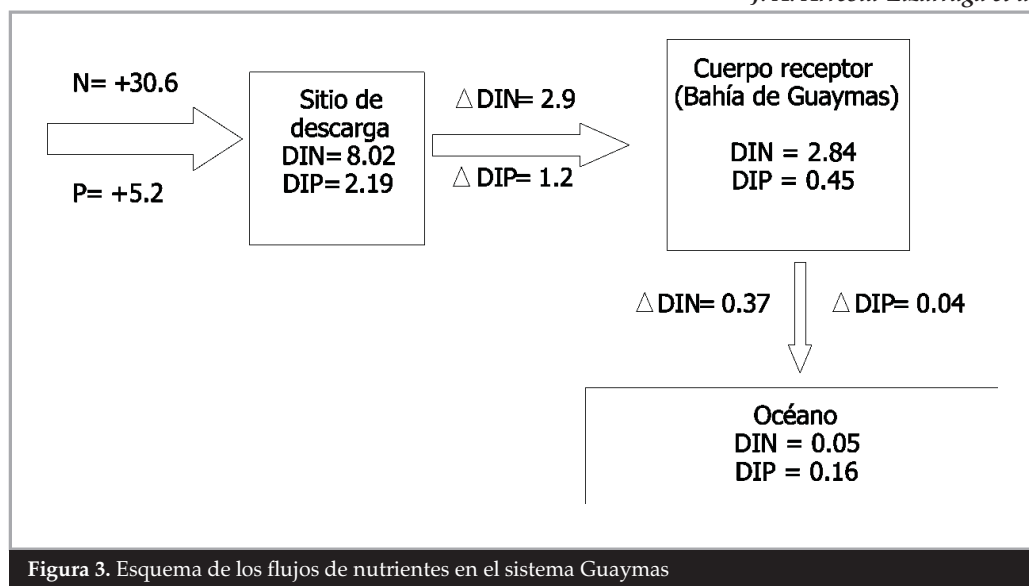 N= +30.6
P= +5.2
Sitio de
descarga
DIN=8.02
DIP=2.19
△DIN= 2.9
△DIP= 1.2
Cuerpo receptor
(Bahía de Guaymas)
DIN = 2.84
DIP = 0.45
△DIN= 0.37
△DIP= 0.04
Océano
DIN = 0.05
DIP = 0.16
Figura 3. Esquema de los flujos de nutrientes en el sistema Guaymas